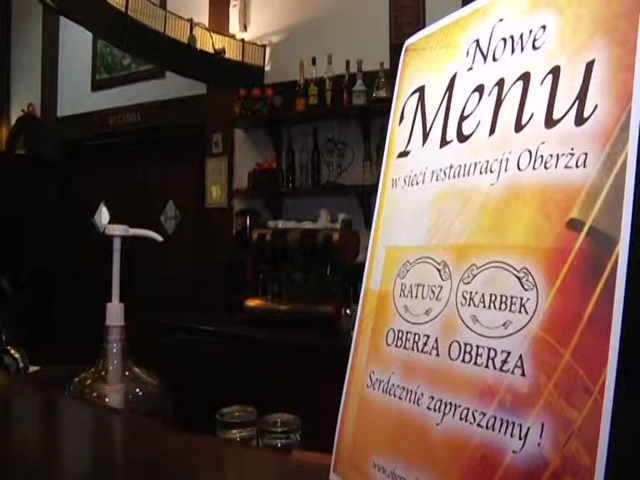 Nowe
Menu
w sieci restauracji Oberża
RATUSZ SKARBEK
OBERŻA OBERŻA
Serdecznie zapraszamy !